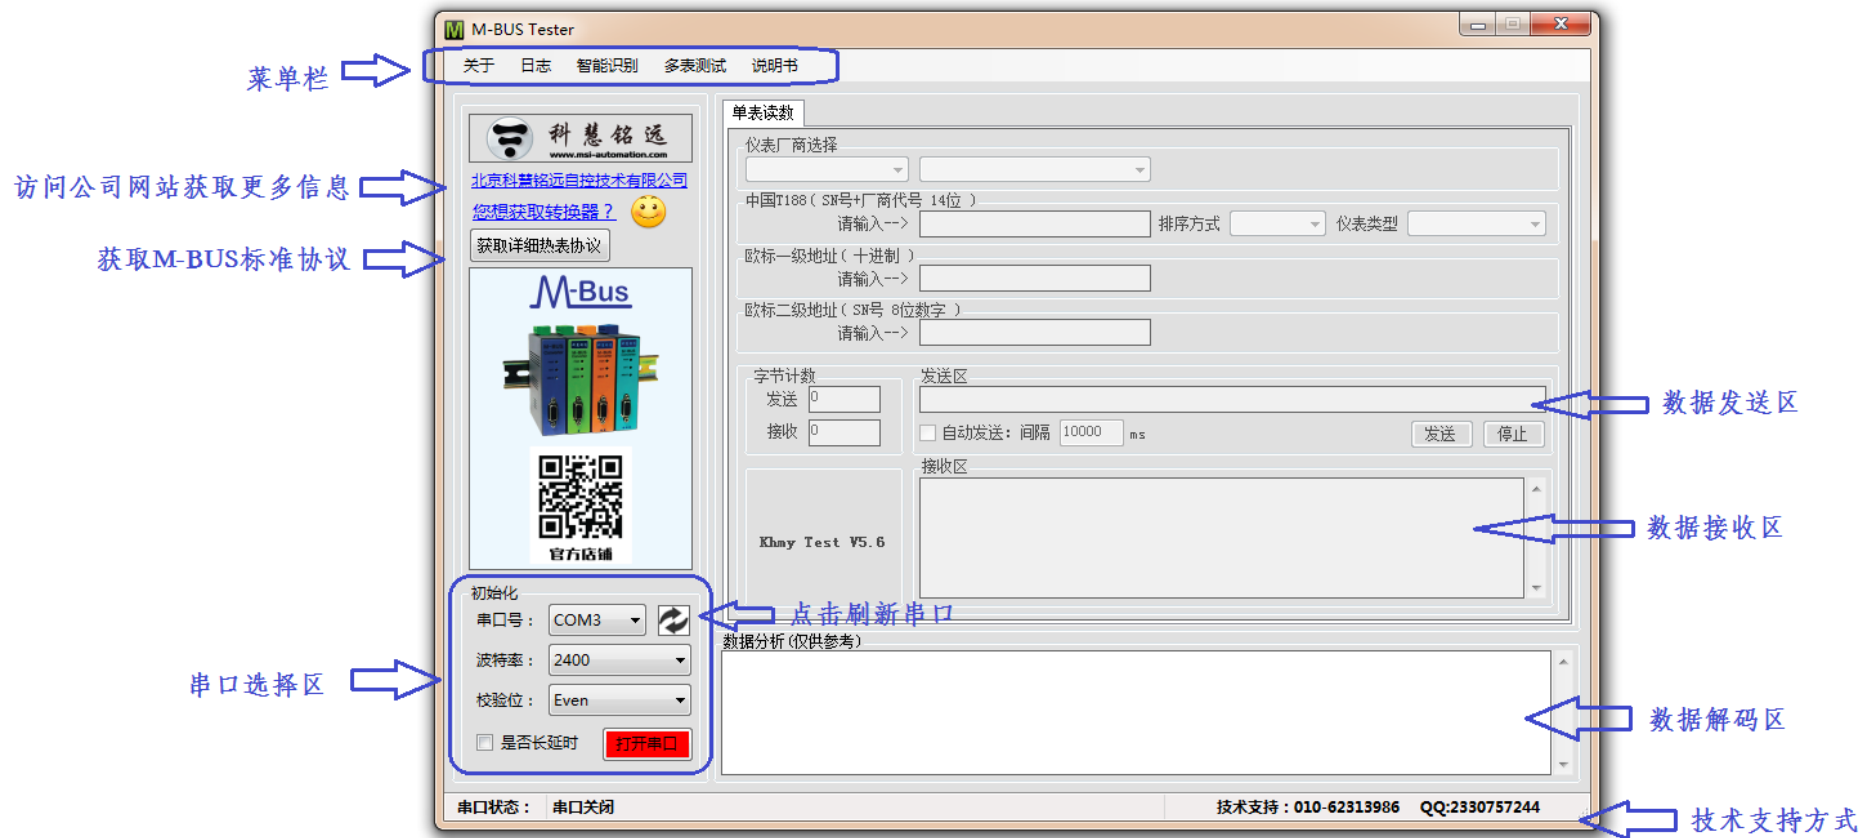 M-BUS Tester
关于 日志 智能识别 多表测试 说明书
菜单栏
科慧铭远
www.msi-automation.com
访问公司网站获取更多信息
北京科慧铭远自控技术有限公司
您想获取转换器？
获取M-BUS标准协议
获取详细热表协议
M-Bus
官方店铺
初始化
串口号： COM3
点击刷新串口
波特率： 2400
串口选择区
校验位： Even
是否长延时 打开串口
单表读数
仪表厂商选择
中国T188( SN号+厂商代号 14位 )
请输入--> 排序方式 仪表类型
欧标一级地址( 十进制 )
请输入-->
欧标二级地址( SN号 8位数字 )
请输入-->
字节计数
发送 0
接收 0
发送区
数据发送区
自动发送：间隔 10000 ms 发送 停止
接收区
数据接收区
Khmy Test V5.6
数据分析(仅供参考)
数据解码区
串口状态： 串口关闭 技术支持：010-62313986 QQ:2330757244
技术支持方式